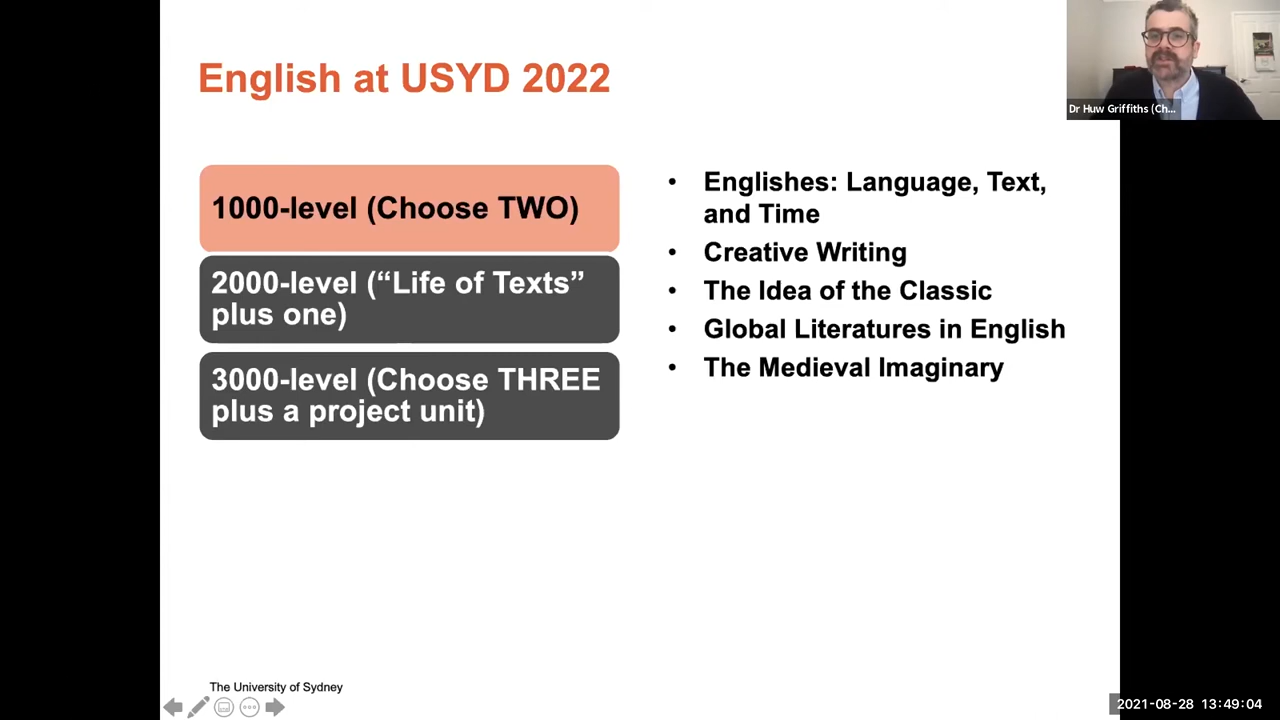 English at USYD 2022
Dr Huw Griffiths (Ch...
1000-level (Choose TWO)
2000-level (“Life of Texts”
plus one)
3000-level (Choose THREE
plus a project unit)
• Englishes: Language, Text,
and Time
• Creative Writing
• The Idea of the Classic
• Global Literatures in English
• The Medieval Imaginary
The University of Sydney
2021-08-28 13:49:04